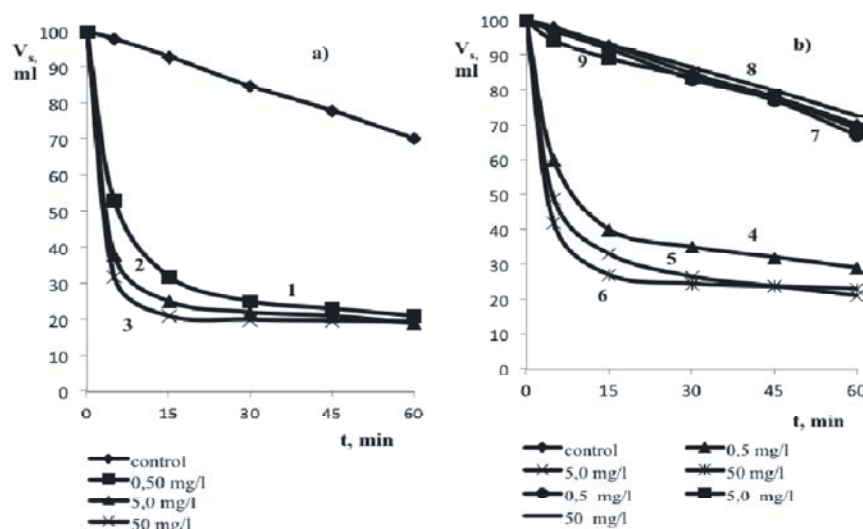 V_s,
ml
a)
100
90
80
70
60
50
40
30
20
10
0
1
2
3
0 15 30 45 60
t, min
control
0,50 mg/l
5,0 mg/l
50 mg/l
V_s,
ml
b)
100
90
80
70
60
50
40
30
20
10
0
8
9
7
4
5
6
0 15 30 45 60
t, min
control 0.5 mg/l
5,0 mg/l 50 mg/l
0,5 mg/l 5,0 mg/l
50 mg/l